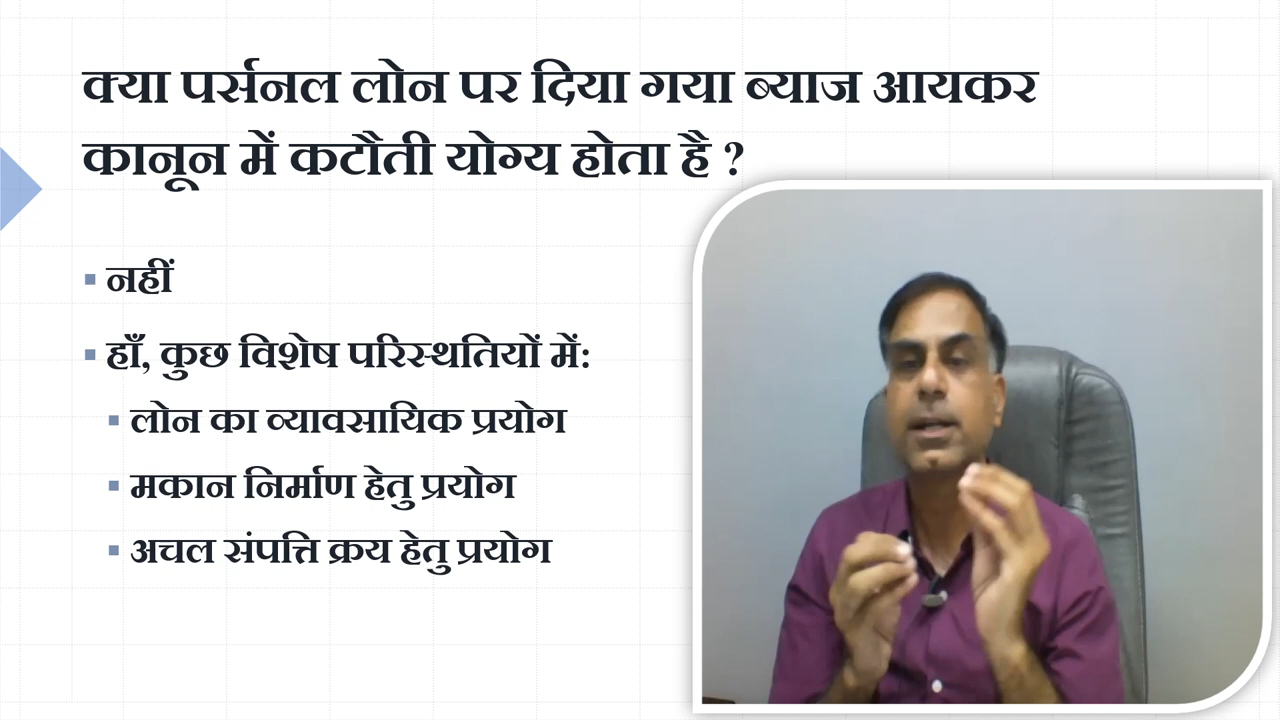 क्या पर्सनल लोन पर दिया गया ब्याज आयकर
कानून में कटौती योग्य होता है ?
नहीं
हाँ, कुछ विशेष परिस्थतियों में:
लोन का व्यावसायिक प्रयोग
मकान निर्माण हेतु प्रयोग
अचल संपत्ति क्रय हेतु प्रयोग